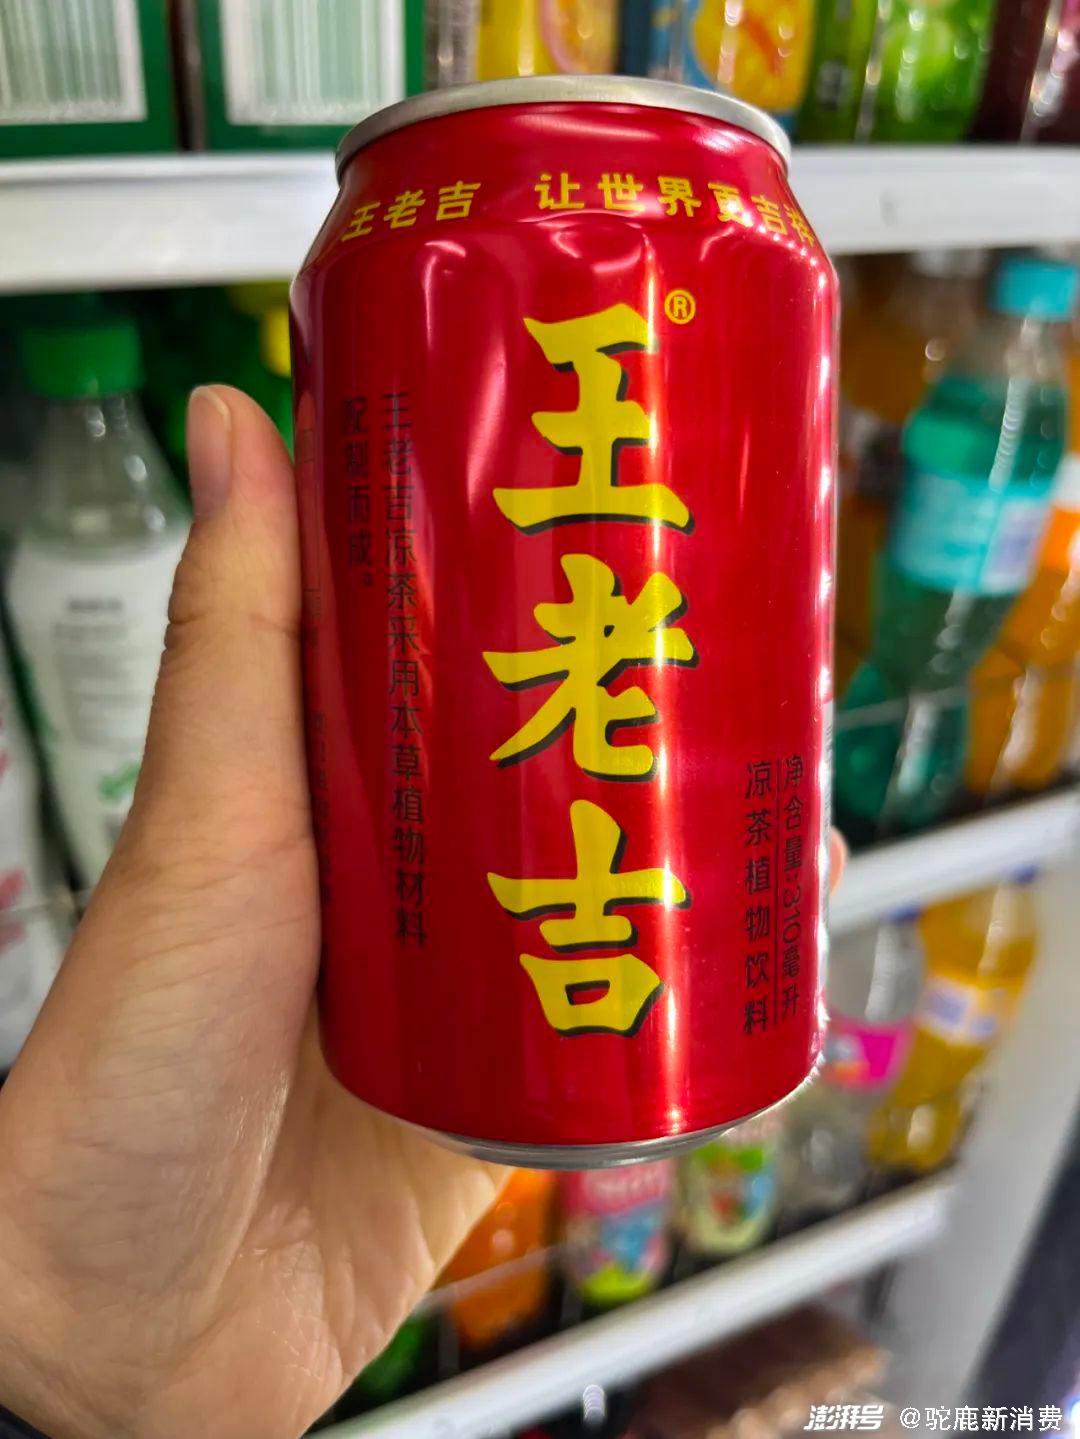 王老吉 让世界更吉祥
王老吉®
王老吉凉茶采用本草植物材料
配制而成。
净含量:310毫升
凉茶植物饮料
澎湃号 @驼鹿新消费